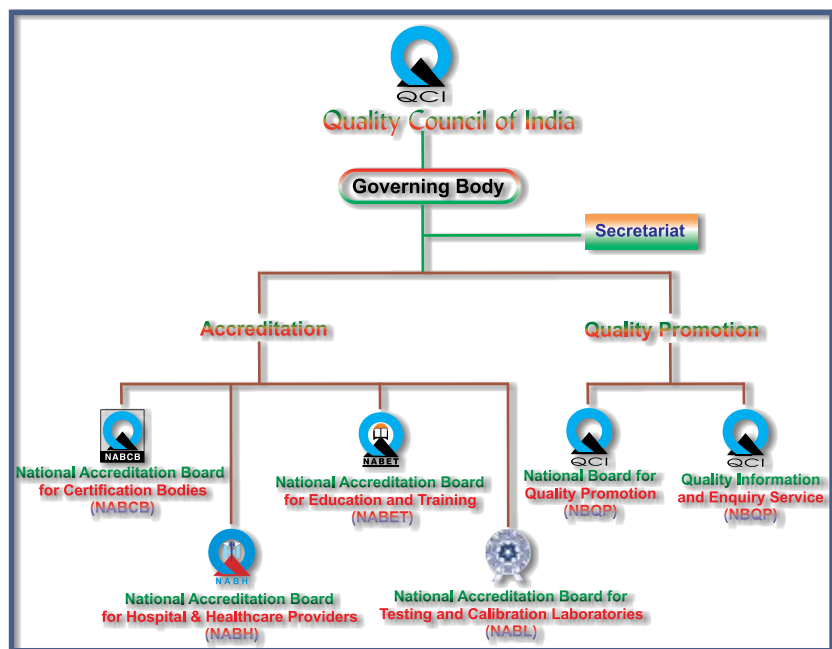 QCI
Quality Council of India
Governing Body
Secretariat
Accreditation
Quality Promotion
NABCB
National Accreditation Board
for Certification Bodies
(NABCB)
NABET
National Accreditation Board
for Education and Training
(NABET)
QCI
National Board for
Quality Promotion
(NBQP)
QCI
Quality Information
and Enquiry Service
(NBQP)
NABH
National Accreditation Board
for Hospital & Healthcare Providers
(NABH)
National Accreditation Board for
Testing and Calibration Laboratories
(NABL)